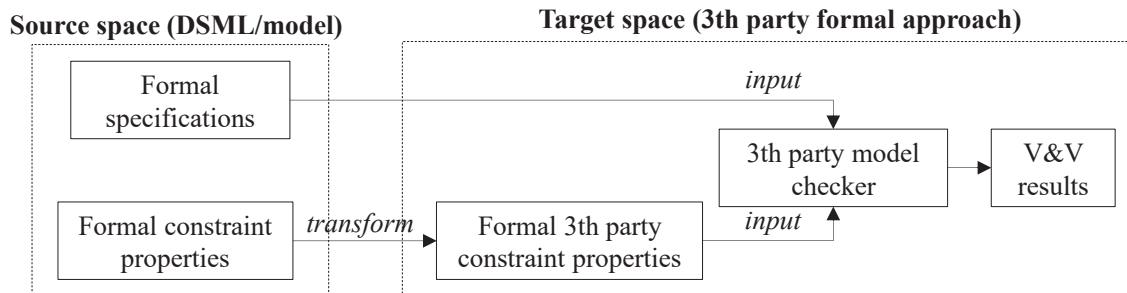 Source space (DSML/model)
Target space (3th party formal approach)
Formal
specifications
input
3th party model
checker
V&V
results
Formal constraint
properties
transform
Formal 3th party
constraint properties
input